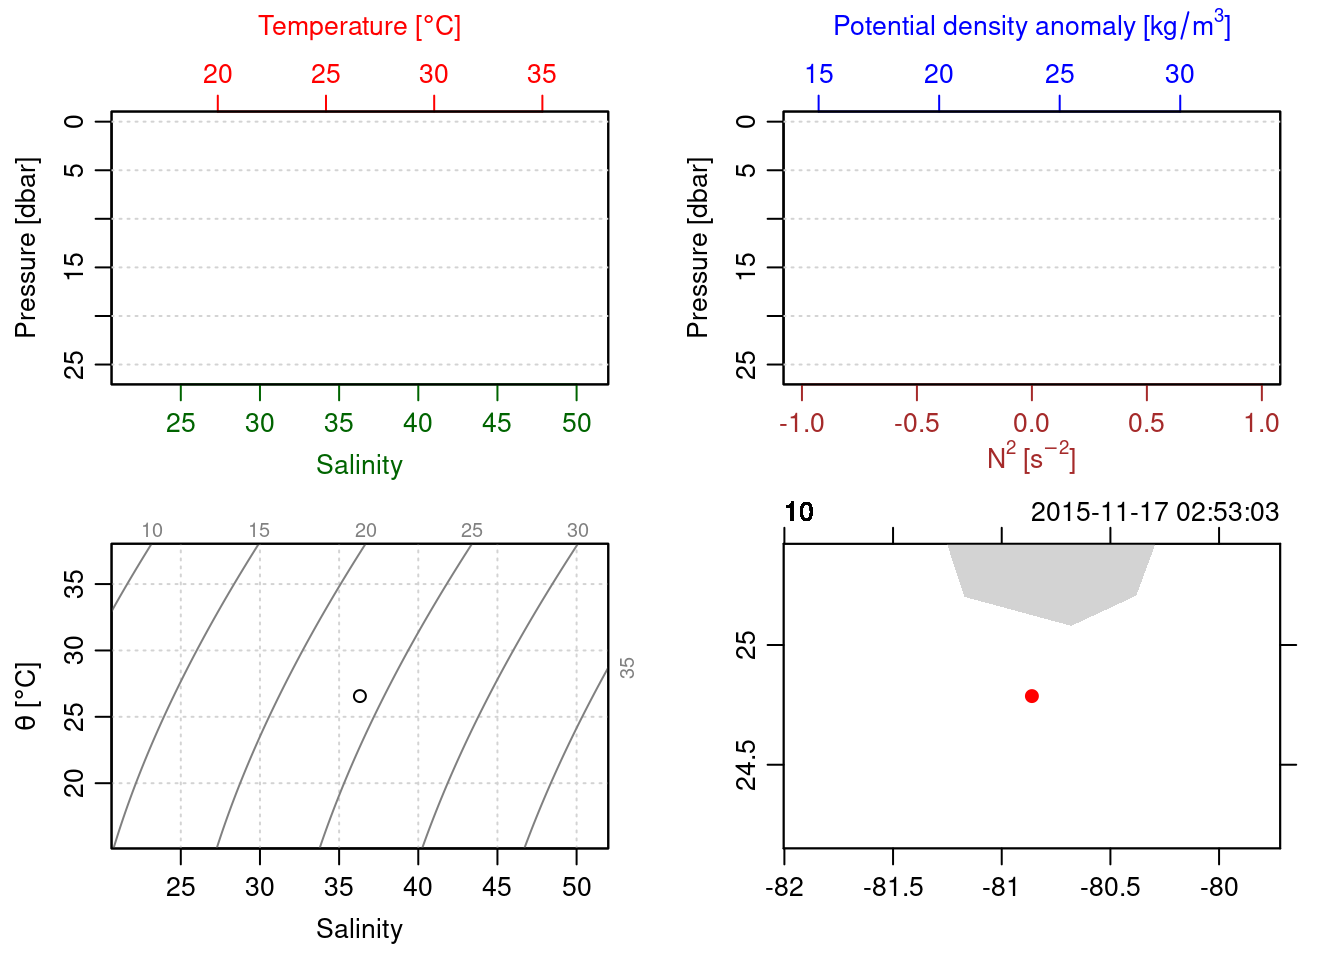 Temperature [°C]
20 25 30 35
0
5
15
25
Pressure [dbar]
25 30 35 40 45 50
Salinity
Potential density anomaly [kg/m³]
15 20 25 30
0
5
15
25
Pressure [dbar]
-1.0 -0.5 0.0 0.5 1.0
N² [s⁻²]
10 15 20 25 30
35
35
30
25
20
θ [°C]
25 30 35 40 45 50
Salinity
10 2015-11-17 02:53:03
25
24.5
-82 -81.5 -81 -80.5 -80